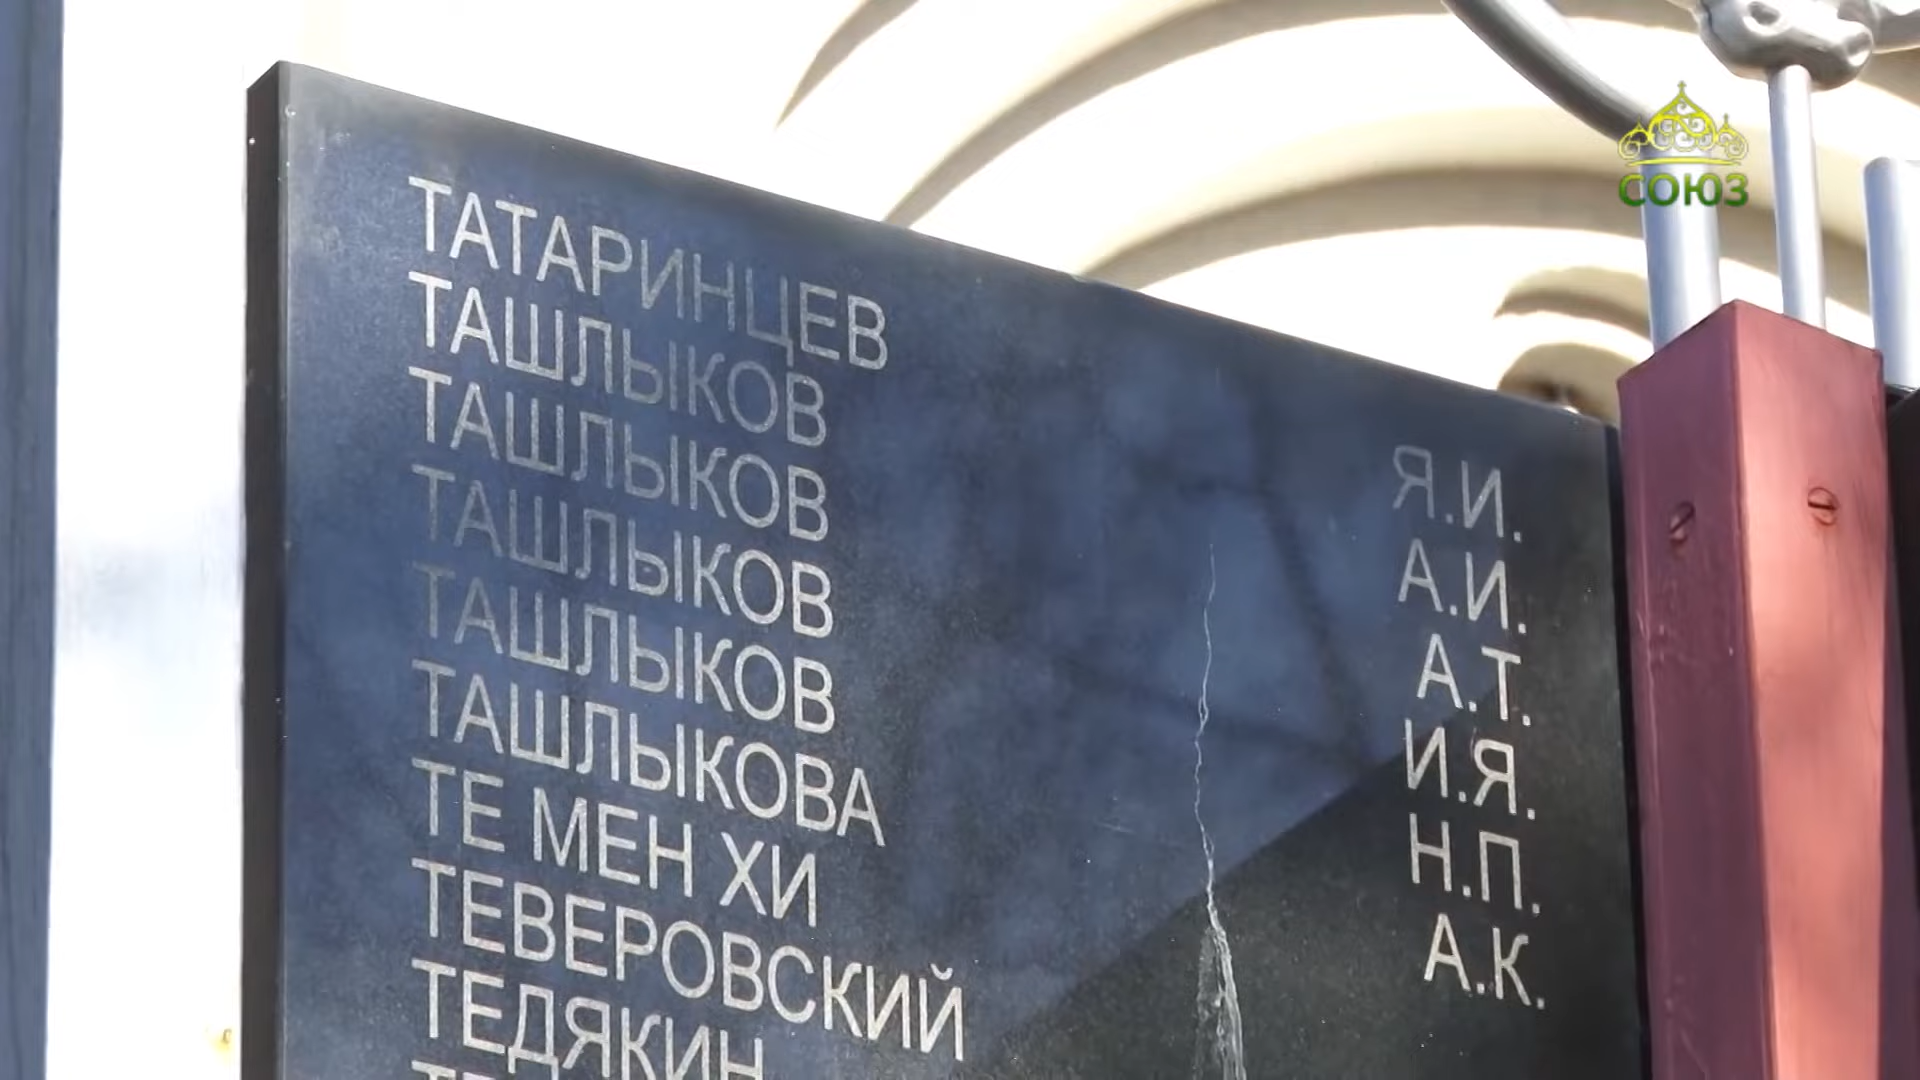 СОЮЗ
ТАТАРИНЦЕВ Я.И.
ТАШЛЫКОВ А.И.
ТАШЛЫКОВ А.Т.
ТАШЛЫКОВ И.Я.
ТАШЛЫКОВ Н.П.
ТАШЛЫКОВА А.К.
ТЕ МЕН ХИ
ТЕВЕРОВСКИЙ
ТЕДЯКИН